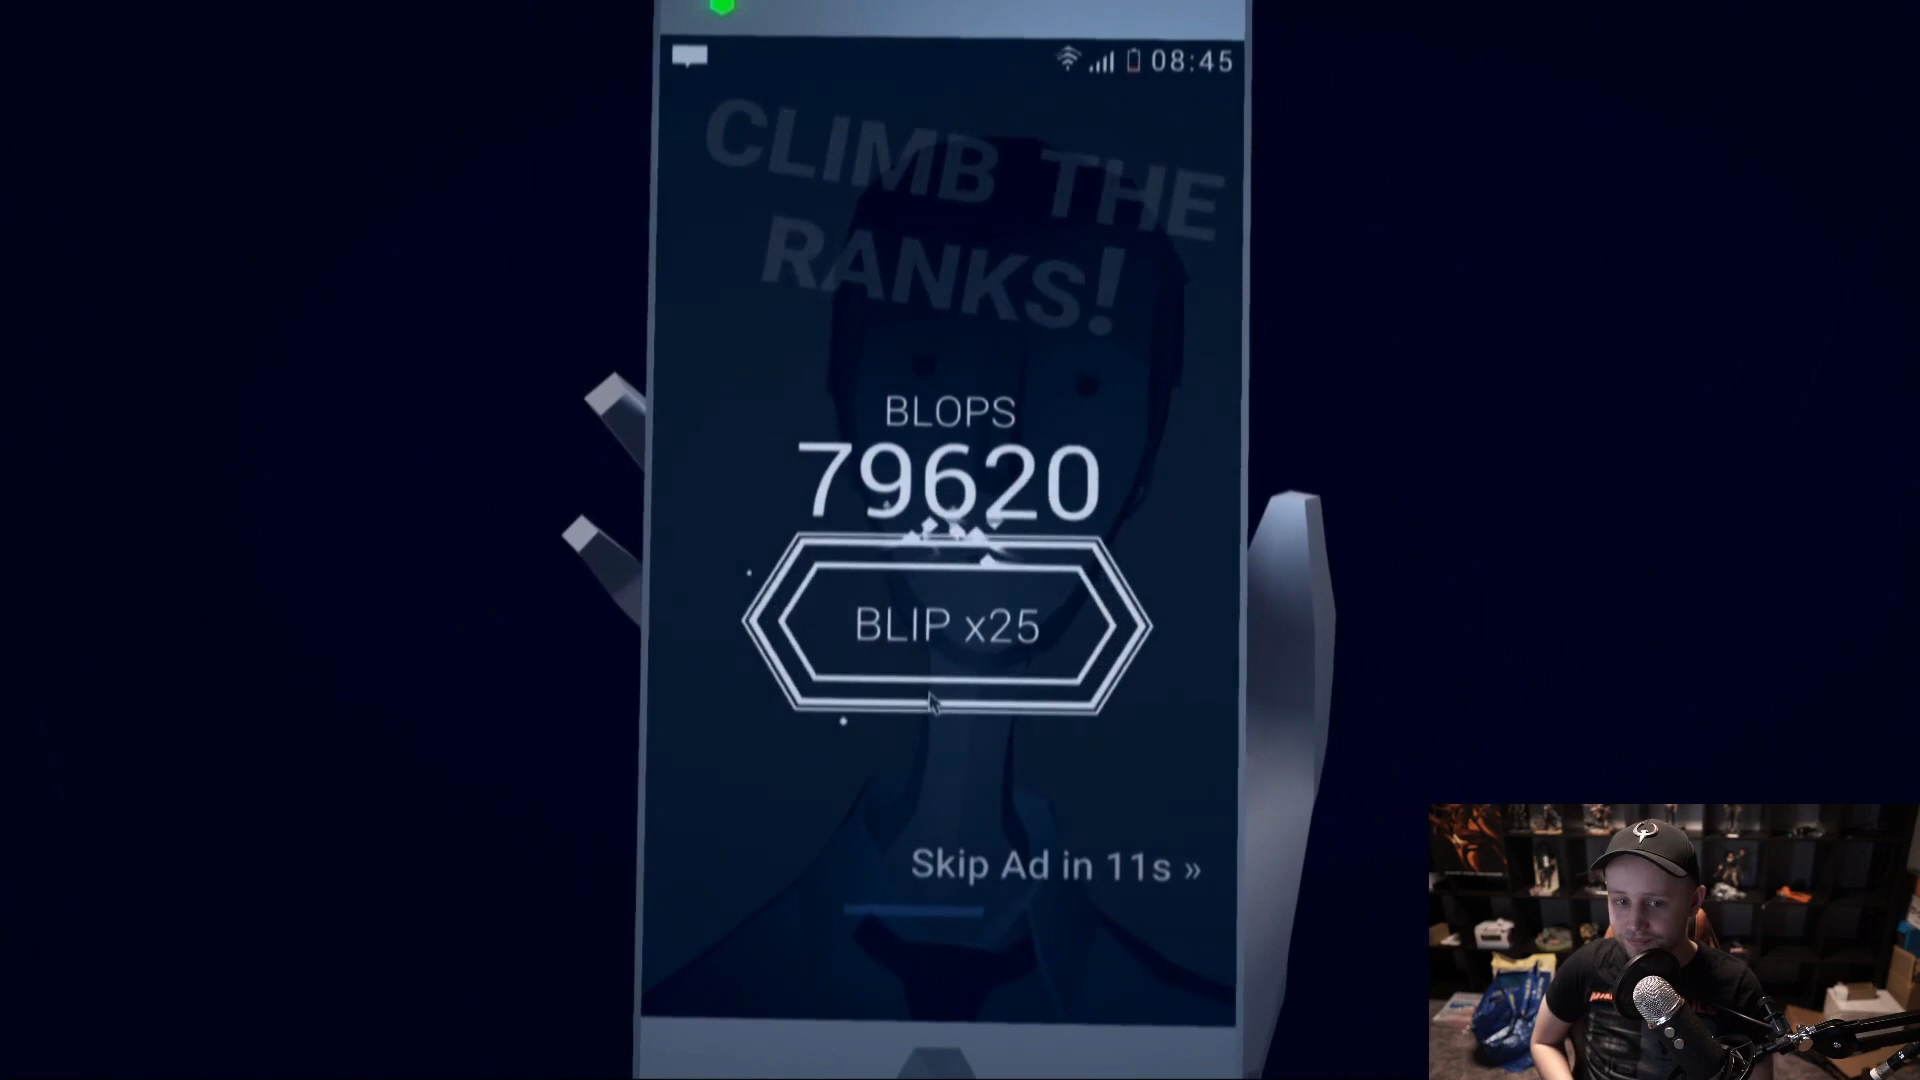 08:45
CLIMB THE
RANKS!
BLOPS
79620
BLIP x25
Skip Ad in 11s »